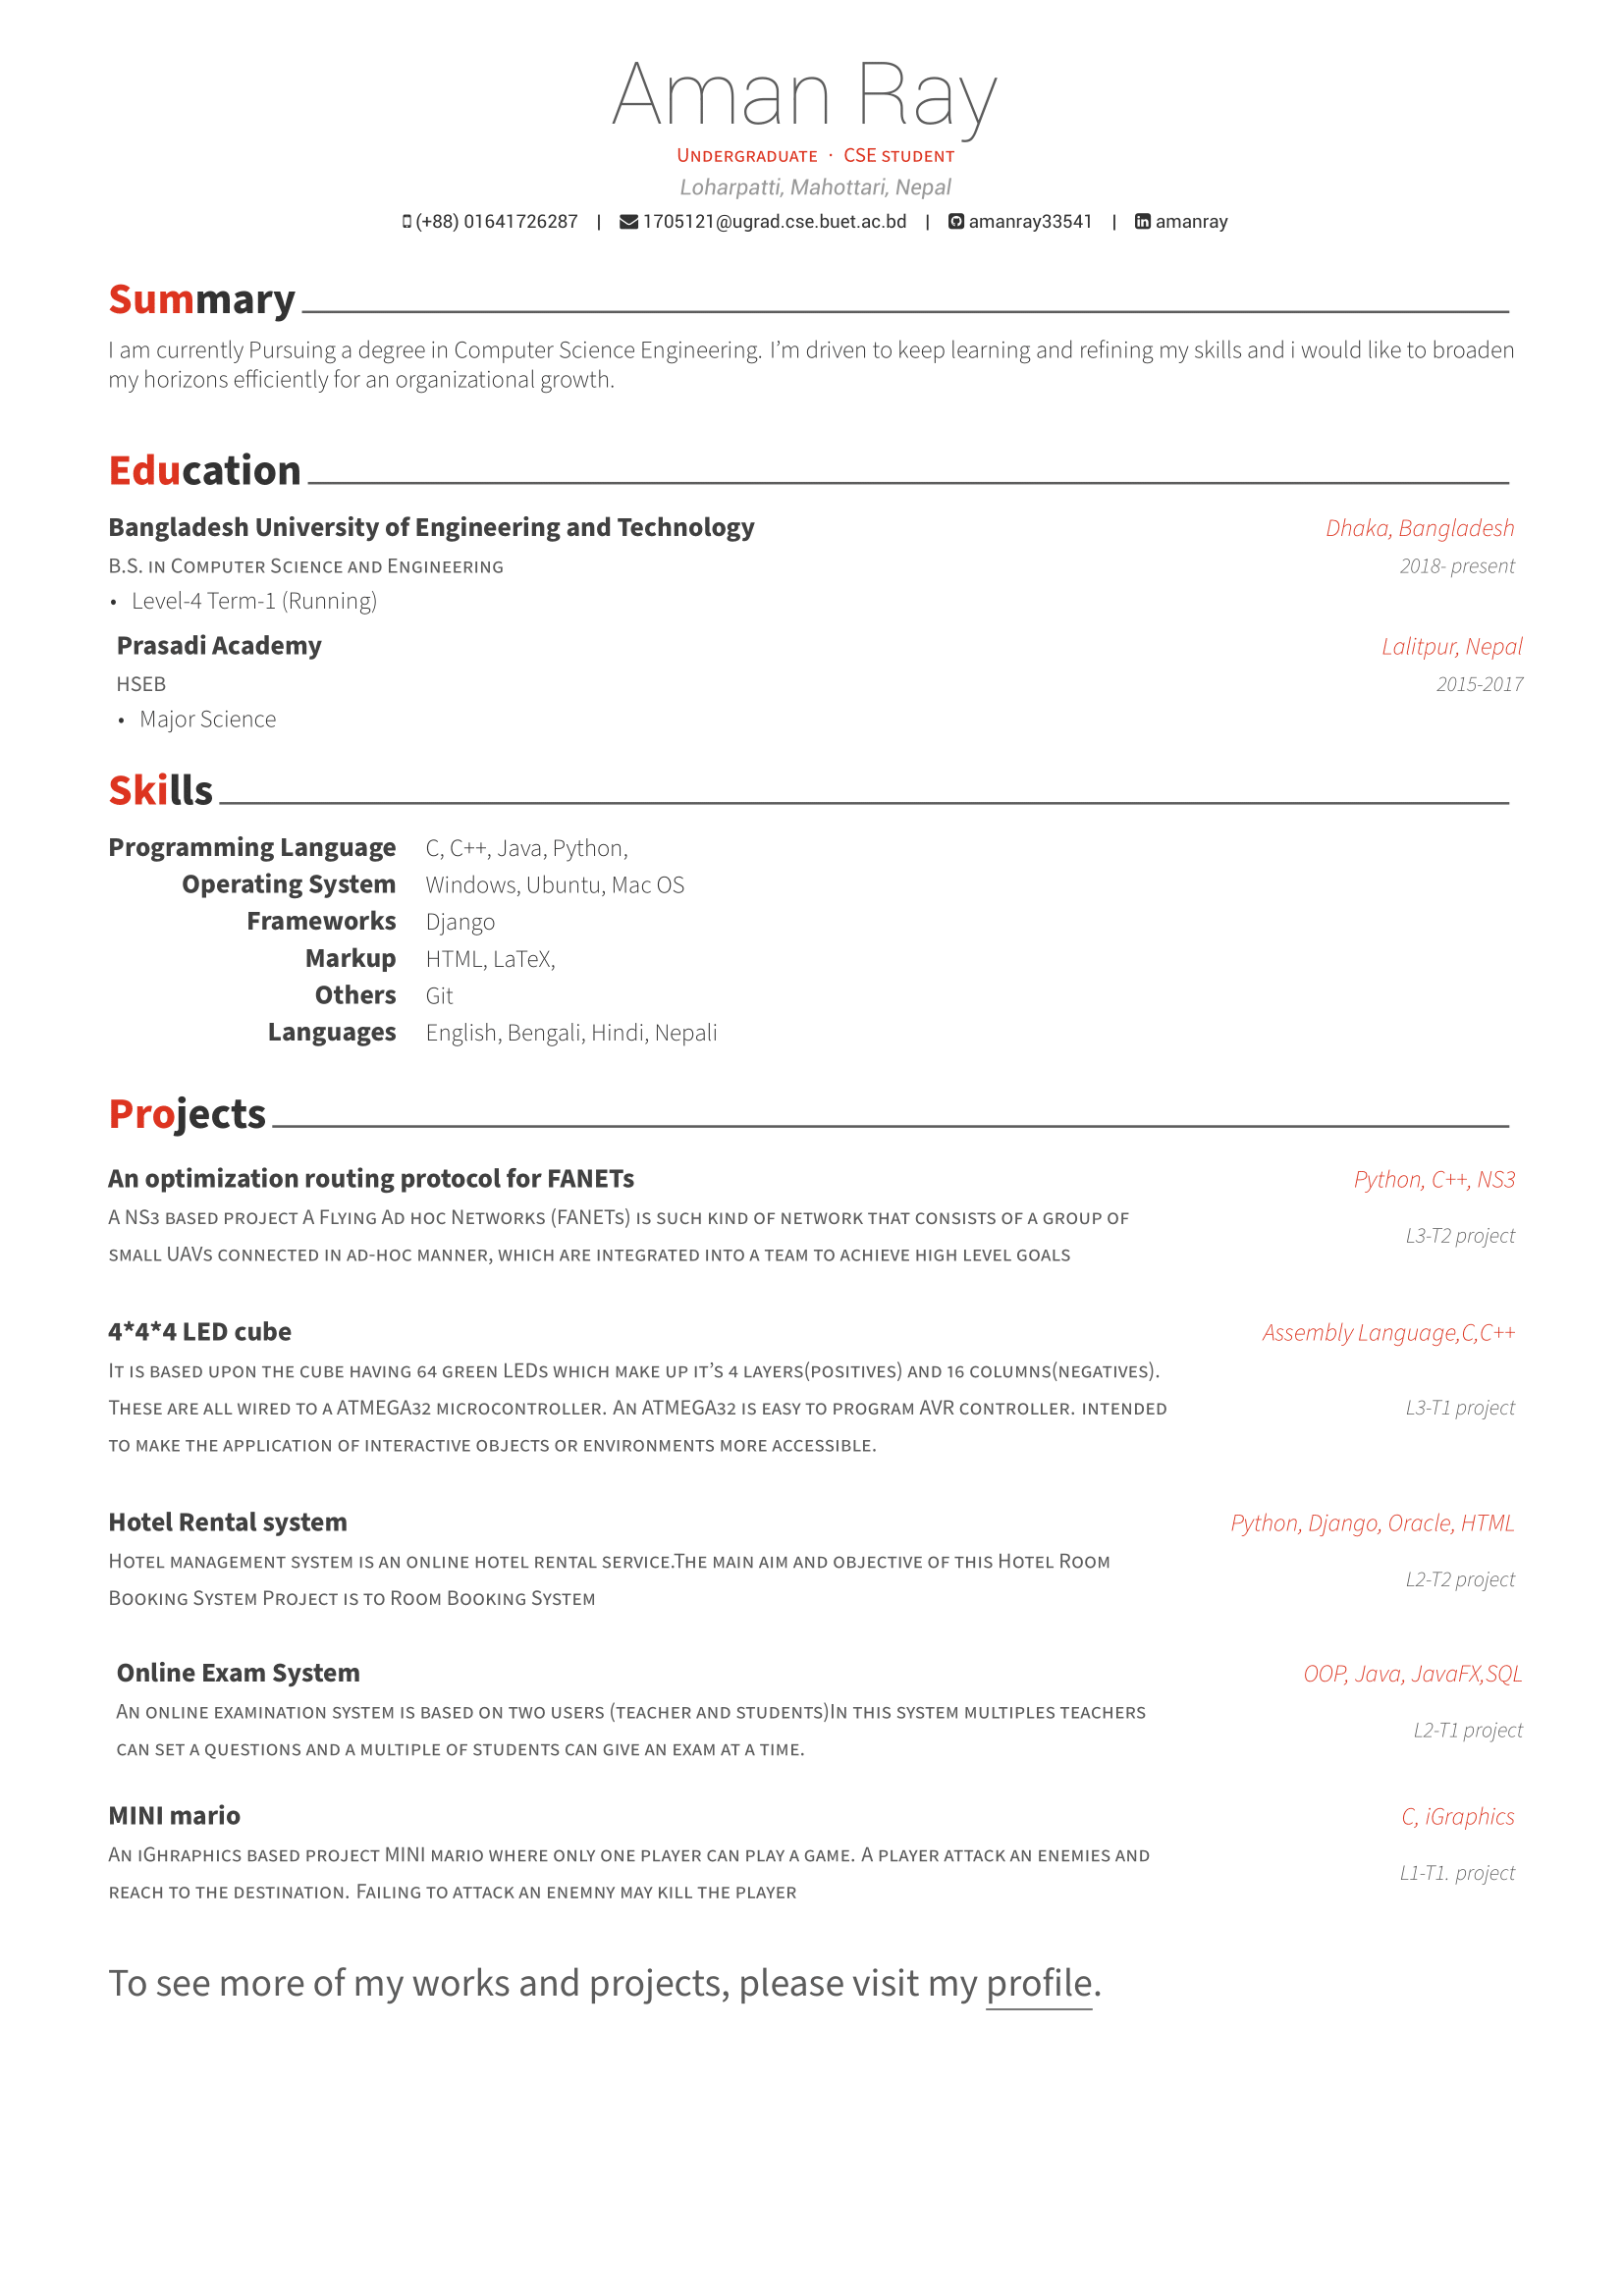 Aman Ray
Undergraduate · CSE student
Loharpatti, Mahottari, Nepal
(+88) 01641726287 | 1705121@ugrad.cse.buet.ac.bd | amanray33541 | amanray
Summary
I am currently Pursuing a degree in Computer Science Engineering. I'm driven to keep learning and refining my skills and i would like to broaden
my horizons efficiently for an organizational growth.
Education
Bangladesh University of Engineering and Technology Dhaka, Bangladesh
B.S. in Computer Science and Engineering 2018- present
• Level-4 Term-1 (Running)
Prasadi Academy Lalitpur, Nepal
HSEB 2015-2017
• Major Science
Skills
Programming Language C, C++, Java, Python,
Operating System Windows, Ubuntu, Mac OS
Frameworks Django
Markup HTML, LaTeX,
Others Git
Languages English, Bengali, Hindi, Nepali
Projects
An optimization routing protocol for FANETs Python, C++, NS3
A NS3 based project A Flying Ad hoc Networks (FANETs) is such kind of network that consists of a group of
L3-T2 project
small UAVs connected in ad-hoc manner, which are integrated into a team to achieve high level goals
4*4*4 LED cube Assembly Language,C,C++
It is based upon the cube having 64 green LEDs which make up it's 4 layers(positives) and 16 columns(negatives).
These are all wired to a ATMEGA32 microcontroller. An ATMEGA32 is easy to program AVR controller. intended L3-T1 project
to make the application of interactive objects or environments more accessible.
Hotel Rental system Python, Django, Oracle, HTML
Hotel management system is an online hotel rental service.The main aim and objective of this Hotel Room
L2-T2 project
Booking System Project is to Room Booking System
Online Exam System OOP, Java, JavaFX,SQL
An online examination system is based on two users (teacher and students)In this system multiples teachers
L2-T1 project
can set a questions and a multiple of students can give an exam at a time.
MINI mario C, iGraphics
An iGhraphics based project MINI mario where only one player can play a game. A player attack an enemies and
L1-T1. project
reach to the destination. Failing to attack an enemny may kill the player
To see more of my works and projects, please visit my profile.